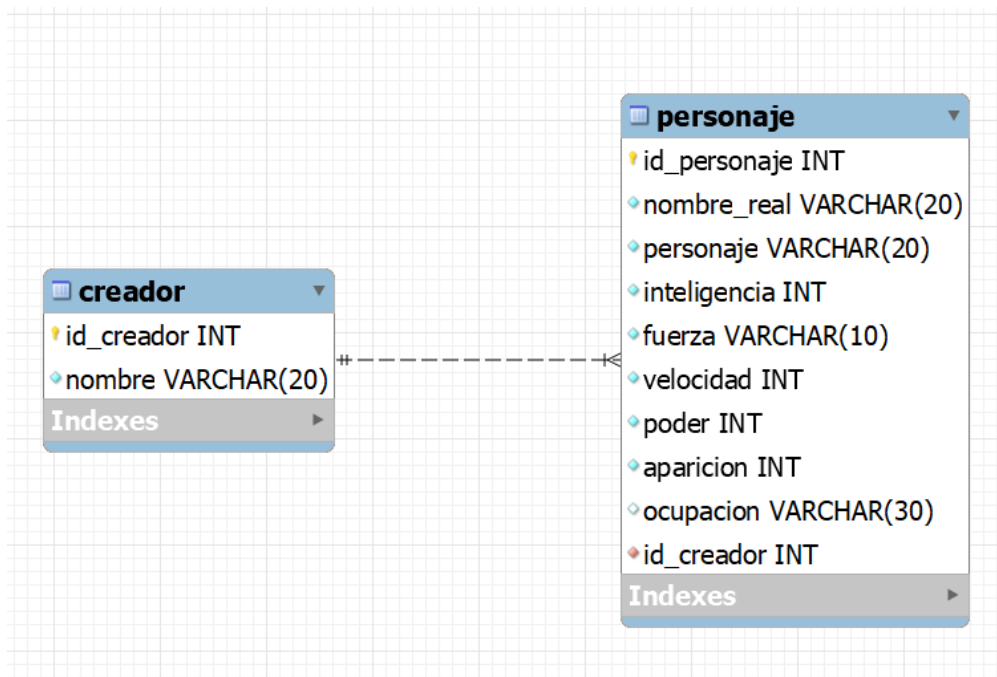 creador
id_creador INT
nombre VARCHAR(20)
Indexes
personaje
id_personaje INT
nombre_real VARCHAR(20)
personaje VARCHAR(20)
inteligencia INT
fuerza VARCHAR(10)
velocidad INT
poder INT
aparicion INT
ocupacion VARCHAR(30)
id_creador INT
Indexes